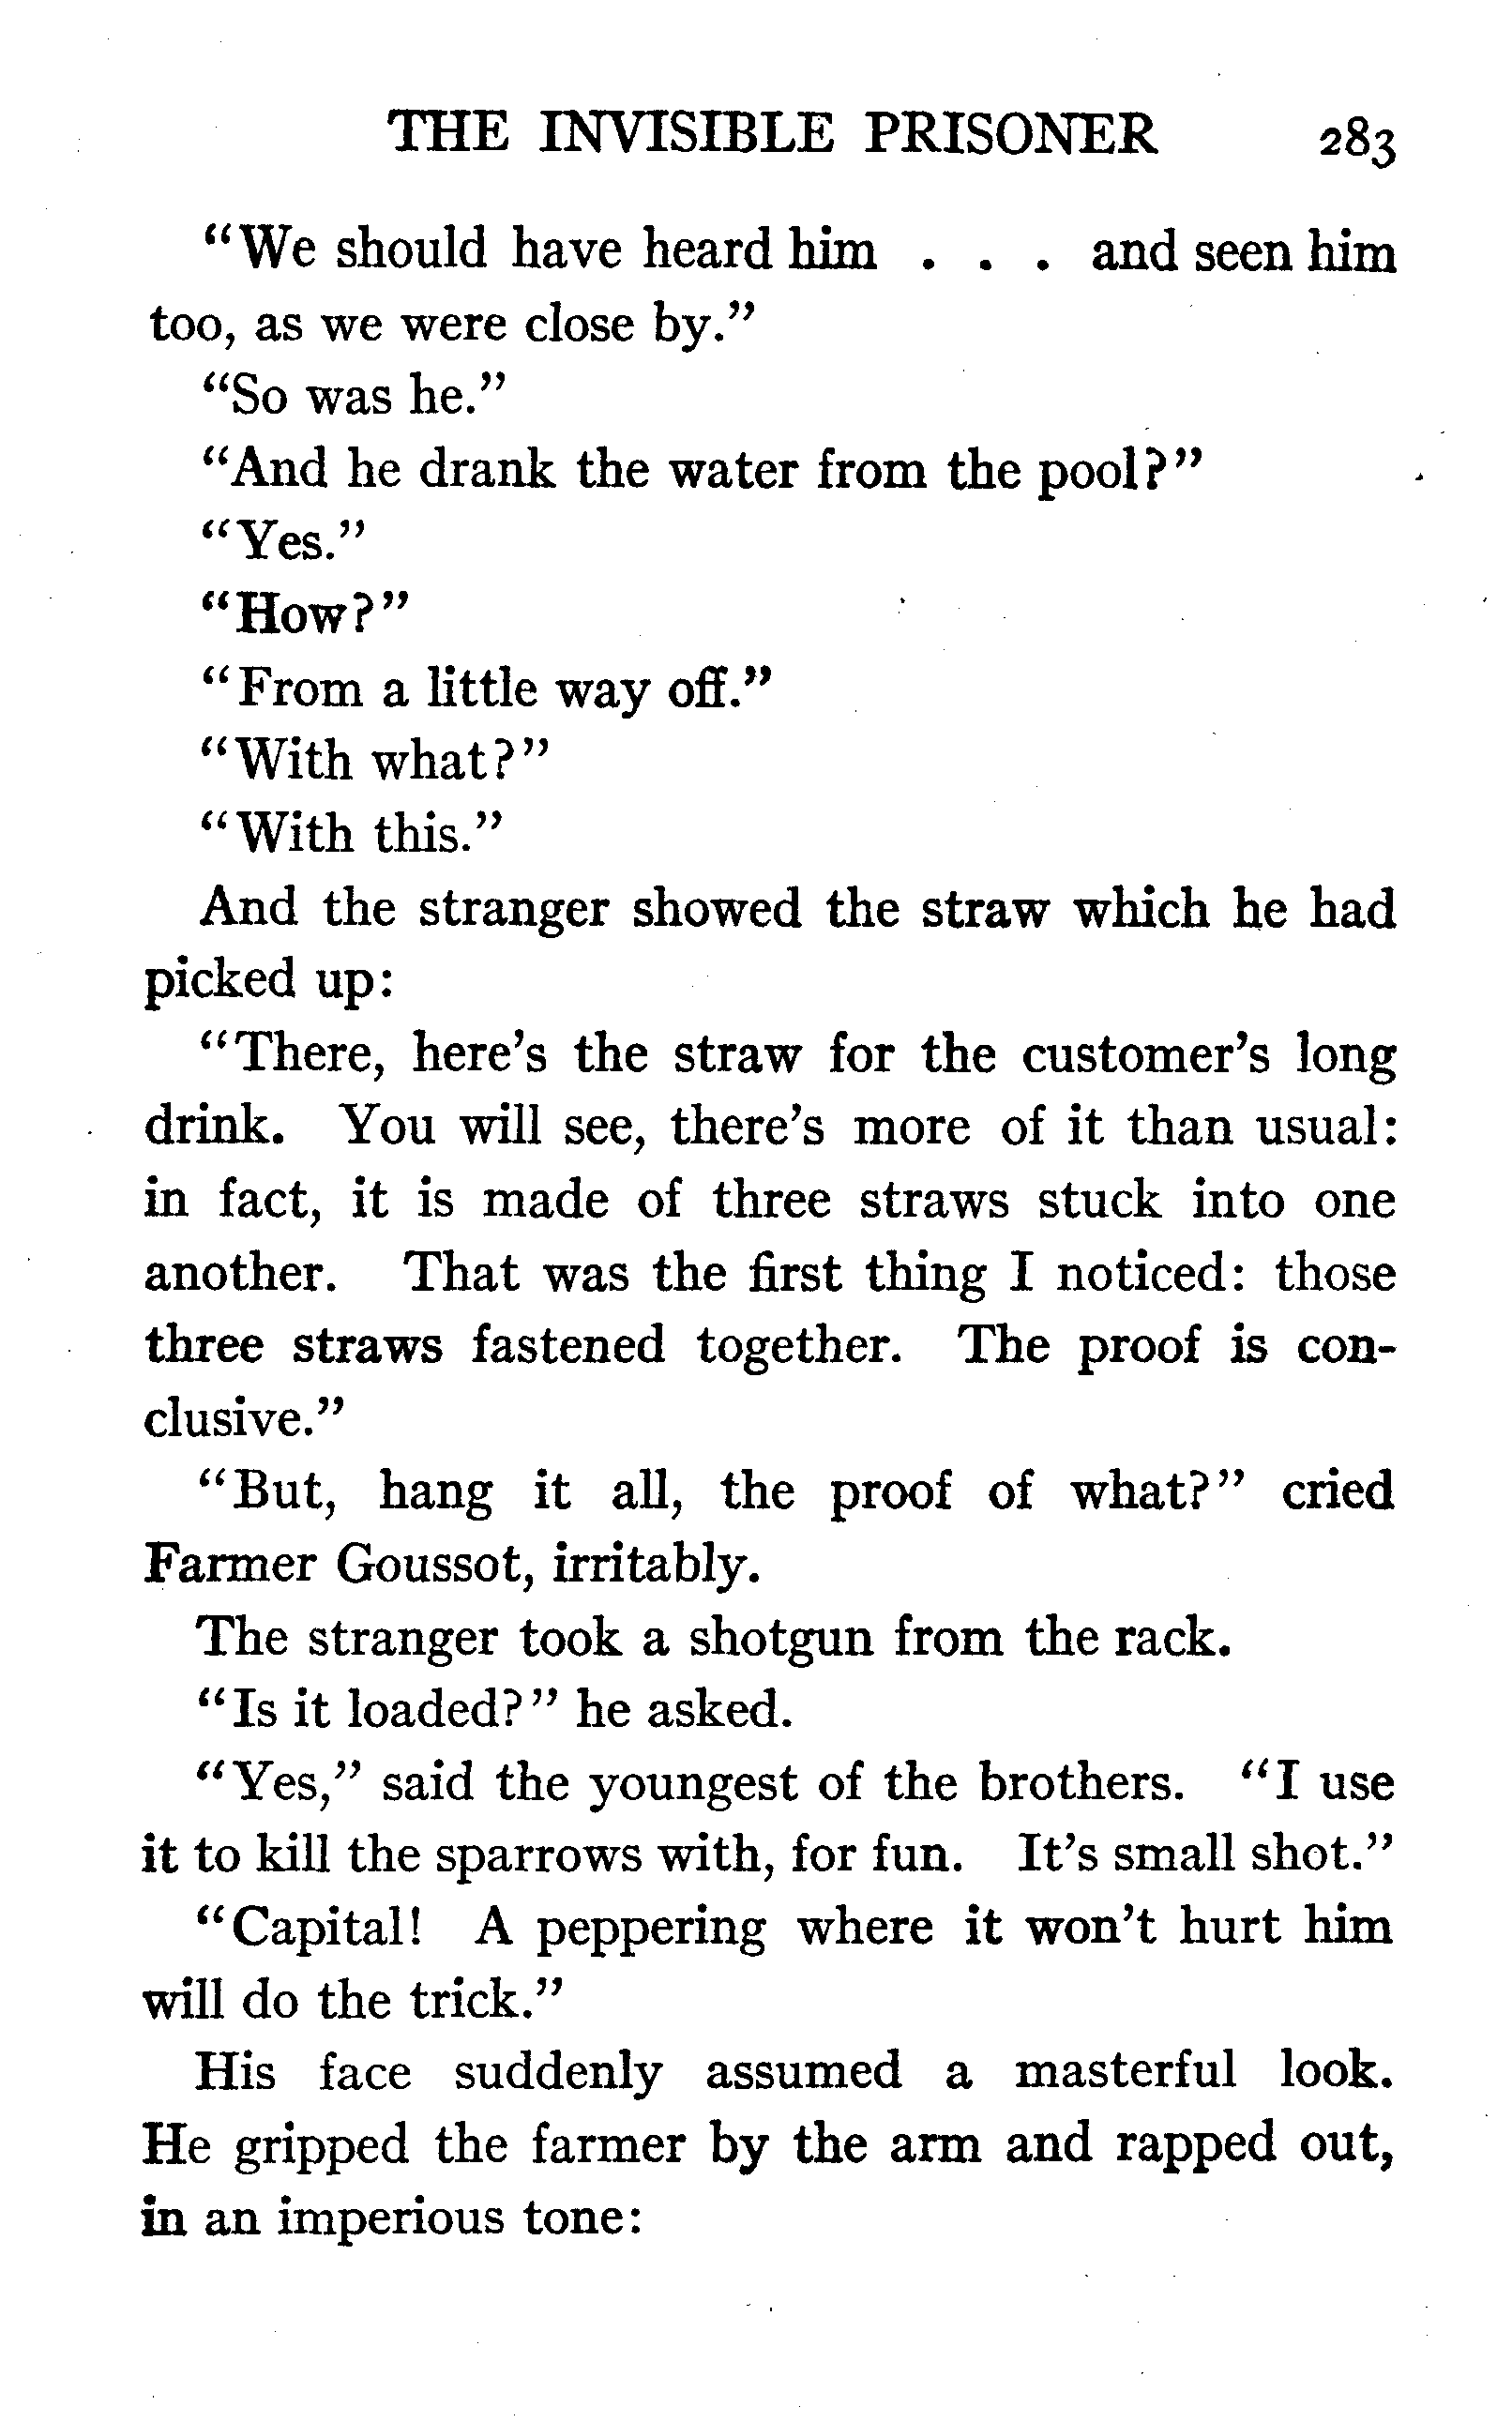 THE INVISIBLE PRISONER 283
“We should have heard him . . . and seen him
too, as we were close by.”
“So was he.”
“And he drank the water from the pool?”
“Yes.”
“How?”
“From a little way off.”
“With what?”
“With this.”
And the stranger showed the straw which he had
picked up:
“There, here’s the straw for the customer’s long
drink. You will see, there’s more of it than usual:
in fact, it is made of three straws stuck into one
another. That was the first thing I noticed: those
three straws fastened together. The proof is con-
clusive.”
“But, hang it all, the proof of what?” cried
Farmer Goussot, irritably.
The stranger took a shotgun from the rack.
“Is it loaded?” he asked.
“Yes,” said the youngest of the brothers. “I use
it to kill the sparrows with, for fun. It’s small shot.”
“Capital! A peppering where it won’t hurt him
will do the trick.”
His face suddenly assumed a masterful look.
He gripped the farmer by the arm and rapped out,
in an imperious tone: